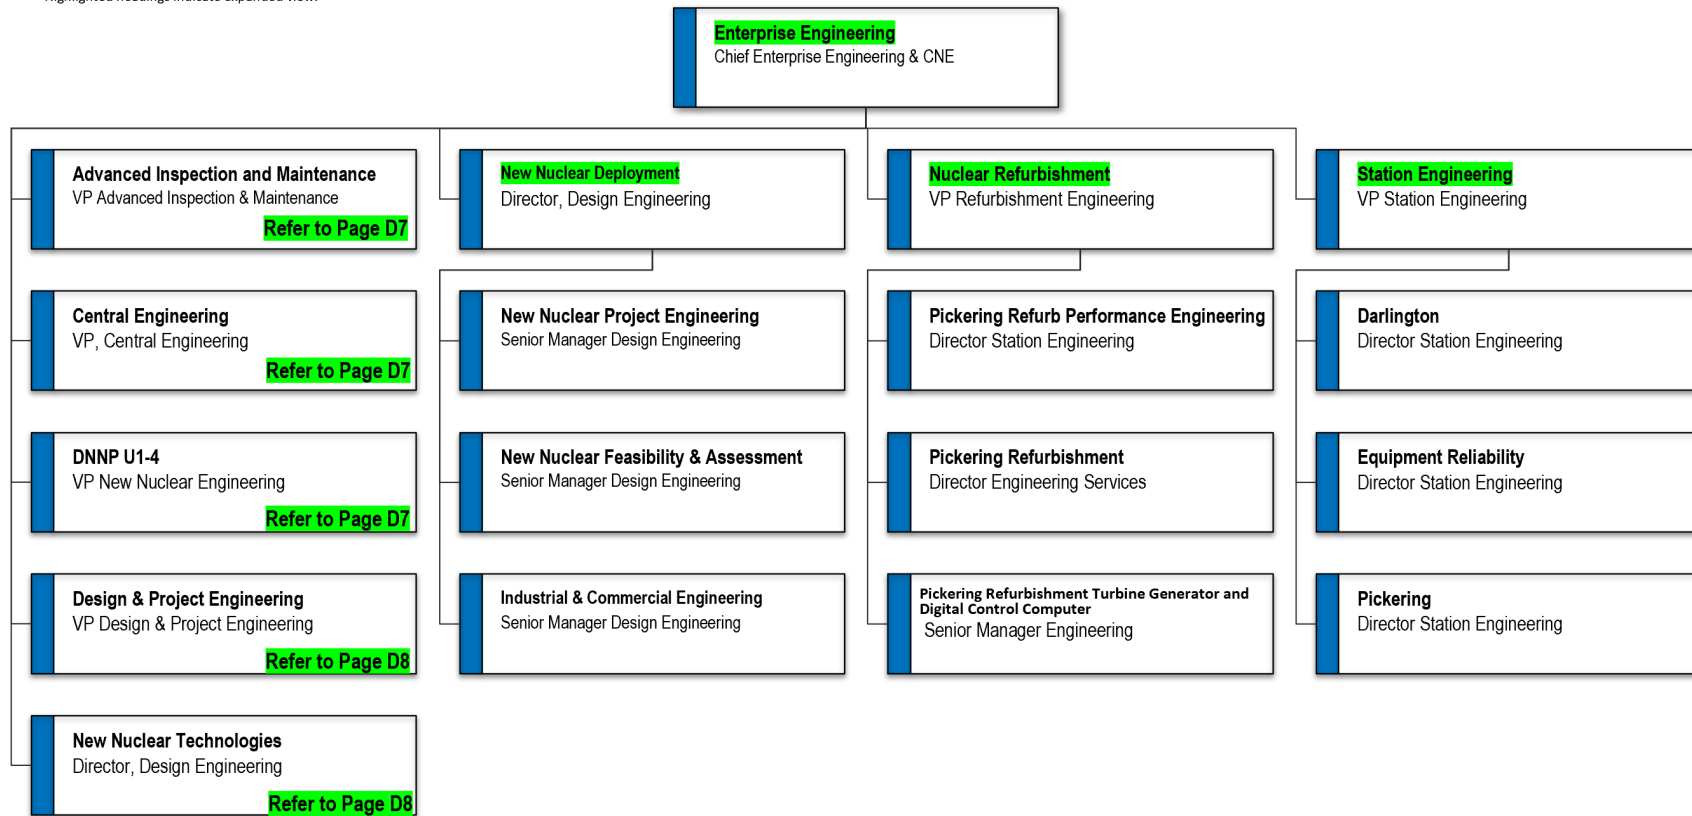 Highlighted headings indicate expanded view.
Enterprise Engineering
Chief Enterprise Engineering & CNE
Advanced Inspection and Maintenance
VP Advanced Inspection & Maintenance
Refer to Page D7
Central Engineering
VP, Central Engineering
Refer to Page D7
DNNP U1-4
VP New Nuclear Engineering
Refer to Page D7
Design & Project Engineering
VP Design & Project Engineering
Refer to Page D8
New Nuclear Technologies
Director, Design Engineering
Refer to Page D8
New Nuclear Deployment
Director, Design Engineering
New Nuclear Project Engineering
Senior Manager Design Engineering
New Nuclear Feasibility & Assessment
Senior Manager Design Engineering
Industrial & Commercial Engineering
Senior Manager Design Engineering
Nuclear Refurbishment
VP Refurbishment Engineering
Pickering Refurb Performance Engineering
Director Station Engineering
Pickering Refurbishment
Director Engineering Services
Pickering Refurbishment Turbine Generator and
Digital Control Computer
Senior Manager Engineering
Station Engineering
VP Station Engineering
Darlington
Director Station Engineering
Equipment Reliability
Director Station Engineering
Pickering
Director Station Engineering